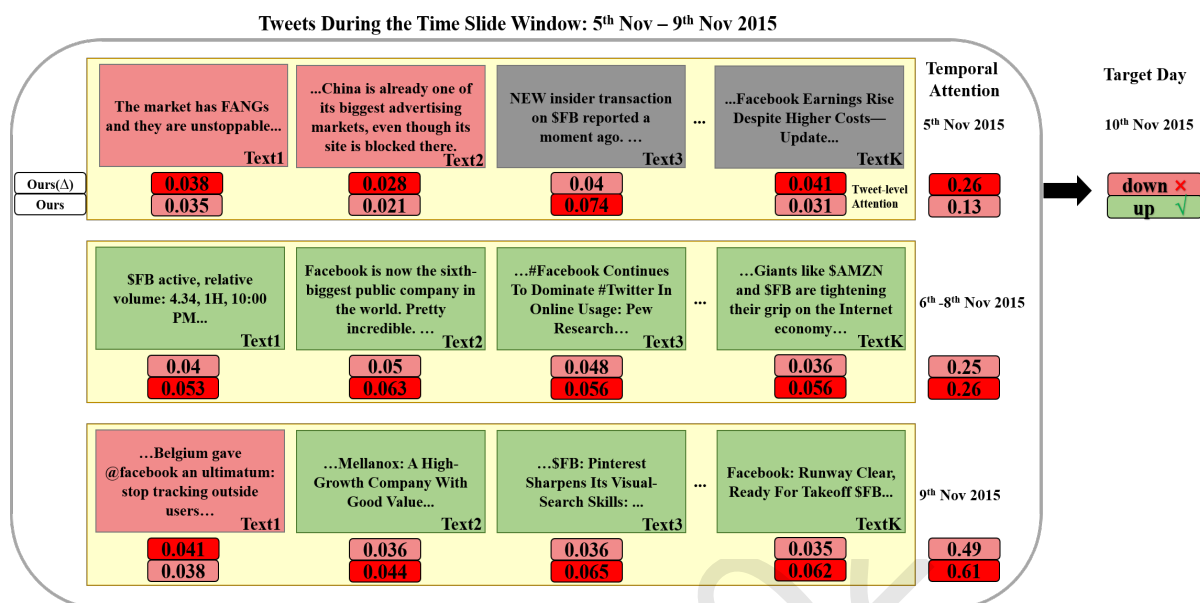 Tweets During the Time Slide Window: 5th Nov – 9th Nov 2015
The market has FANGs
and they are unstoppable...
Text1
...China is already one of
its biggest advertising
markets, even though its
site is blocked there.
Text2
NEW insider transaction
on $FB reported a
moment ago. …
Text3
...
...Facebook Earnings Rise
Despite Higher Costs—
Update...
TextK
Temporal
Attention
5th Nov 2015
Target Day
10th Nov 2015
Ours(Δ)
Ours
0.038
0.035
0.028
0.021
0.04
0.074
0.041
0.031
Tweet-level
Attention
0.26
0.13
down ×
up √
$FB active, relative
volume: 4.34, 1H, 10:00
PM...
Text1
Facebook is now the sixth-
biggest public company in
the world. Pretty
incredible. …
Text2
…#Facebook Continues
To Dominate #Twitter In
Online Usage: Pew
Research…
Text3
...
…Giants like $AMZN
and $FB are tightening
their grip on the Internet
economy…
TextK
6th -8th Nov 2015
0.04
0.053
0.05
0.063
0.048
0.056
0.036
0.056
0.25
0.26
…Belgium gave
@facebook an ultimatum:
stop tracking outside
users…
Text1
…Mellanox: A High-
Growth Company With
Good Value...
Text2
…$FB: Pinterest
Sharpens Its Visual-
Search Skills: ...
Text3
...
Facebook: Runway Clear,
Ready For Takeoff $FB...
TextK
9th Nov 2015
0.041
0.038
0.036
0.044
0.036
0.065
0.035
0.062
0.49
0.61